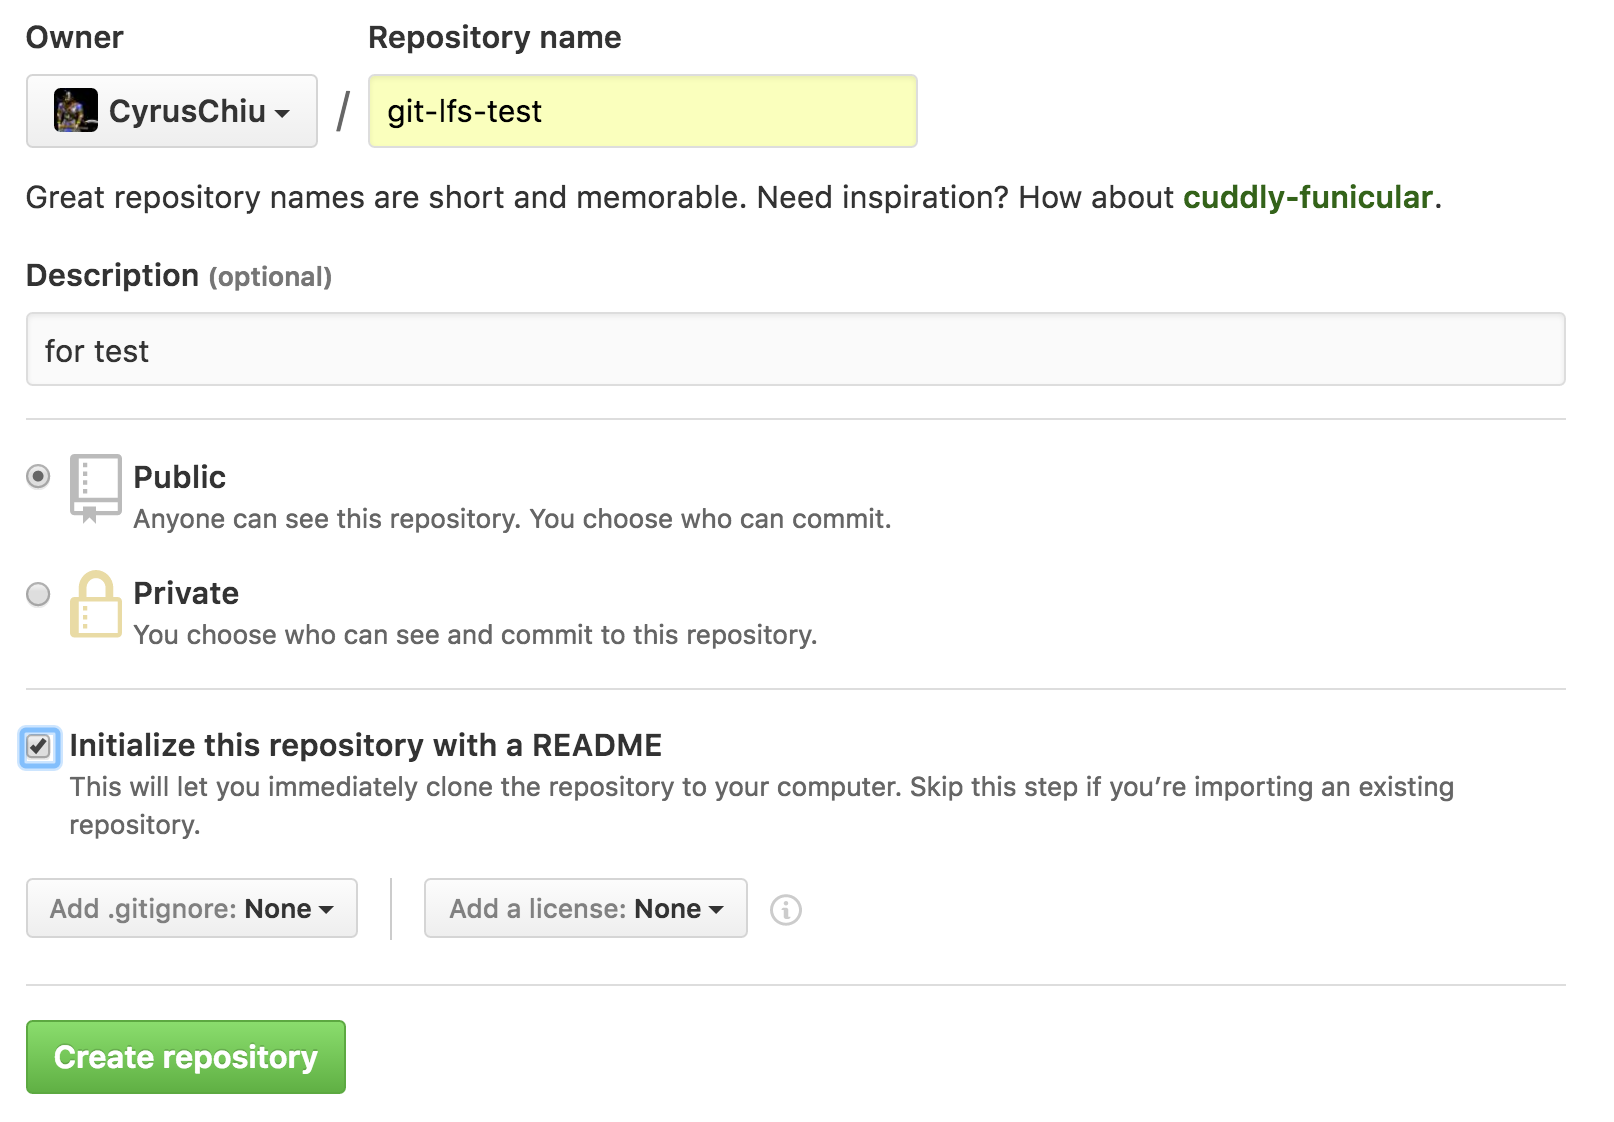 Owner
Repository name
CyrusChiu
/
git-lfs-test
Great repository names are short and memorable. Need inspiration? How about cuddly-funicular.
Description (optional)
for test
Public
Anyone can see this repository. You choose who can commit.
Private
You choose who can see and commit to this repository.
Initialize this repository with a README
This will let you immediately clone the repository to your computer. Skip this step if you’re importing an existing
repository.
Add .gitignore: None
Add a license: None
Create repository